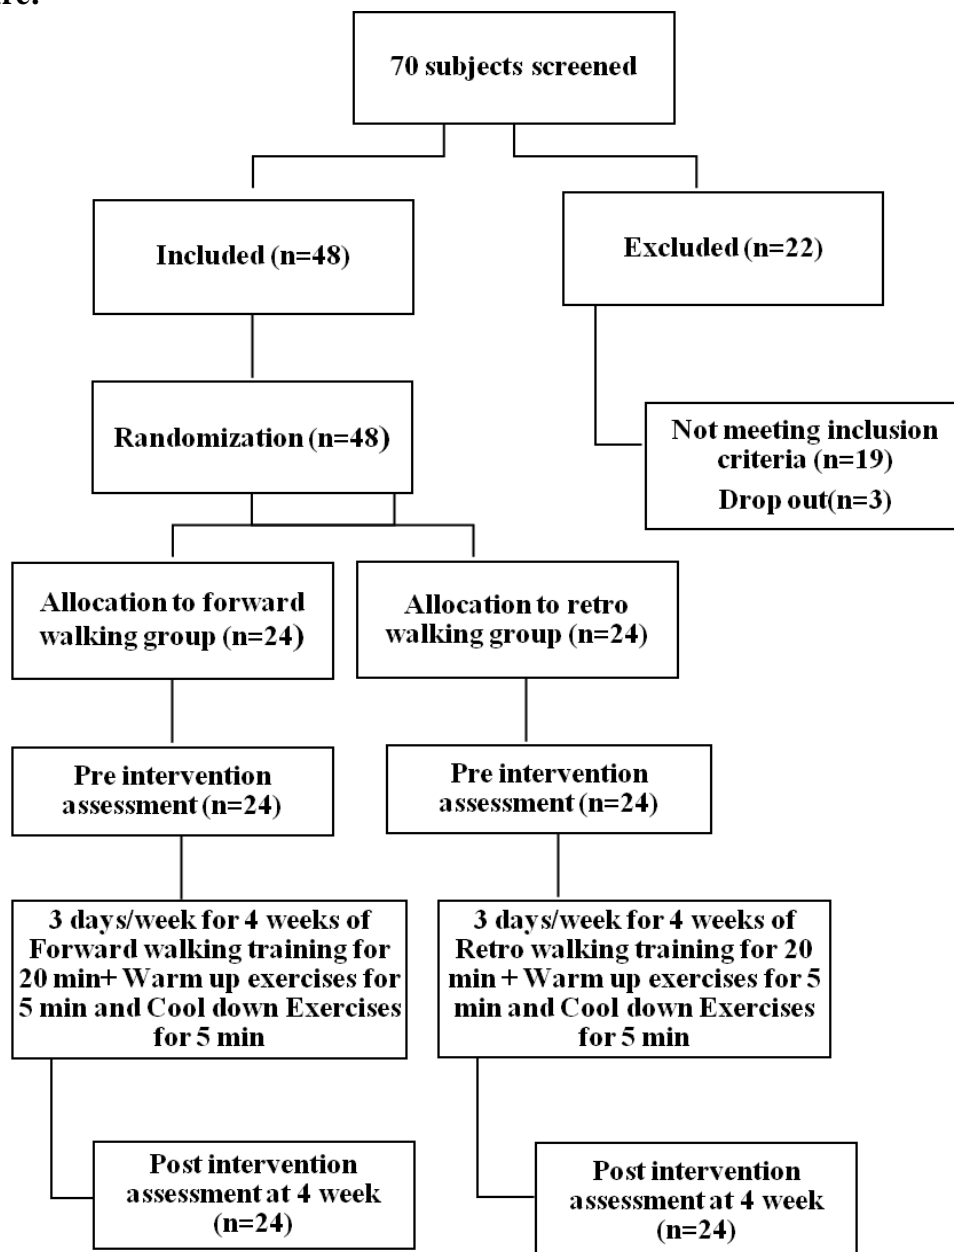 70 subjects screened
Included (n=48)
Excluded (n=22)
Randomization (n=48)
Not meeting inclusion
criteria (n=19)
Drop out(n=3)
Allocation to forward
walking group (n=24)
Allocation to retro
walking group (n=24)
Pre intervention
assessment (n=24)
Pre intervention
assessment (n=24)
3 days/week for 4 weeks of
Forward walking training for
20 min+ Warm up exercises for
5 min and Cool down Exercises
for 5 min
3 days/week for 4 weeks of
Retro walking training for 20
min + Warm up exercises for 5
min and Cool down Exercises
for 5 min
Post intervention
assessment at 4 week
(n=24)
Post intervention
assessment at 4 week
(n=24)